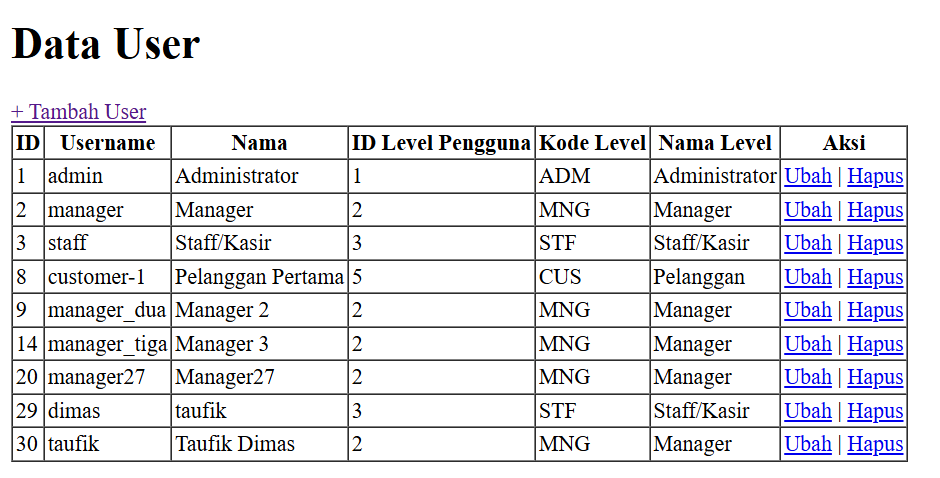 Data User
+ Tambah User
ID Username Nama ID Level Pengguna Kode Level Nama Level Aksi
1 admin Administrator 1 ADM Administrator Ubah | Hapus
2 manager Manager 2 MNG Manager Ubah | Hapus
3 staff Staff/Kasir 3 STF Staff/Kasir Ubah | Hapus
8 customer-1 Pelanggan Pertama 5 CUS Pelanggan Ubah | Hapus
9 manager_dua Manager 2 2 MNG Manager Ubah | Hapus
14 manager_tiga Manager 3 2 MNG Manager Ubah | Hapus
20 manager27 Manager27 2 MNG Manager Ubah | Hapus
29 dimas taufik 3 STF Staff/Kasir Ubah | Hapus
30 taufik Taufik Dimas 2 MNG Manager Ubah | Hapus